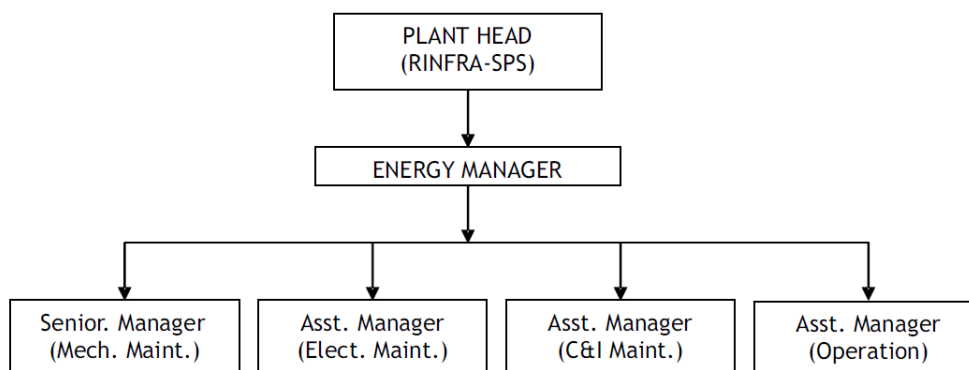 PLANT HEAD
(RINFRA-SPS)
ENERGY MANAGER
Senior. Manager
(Mech. Maint.)
Asst. Manager
(Elect. Maint.)
Asst. Manager
(C&I Maint.)
Asst. Manager
(Operation)